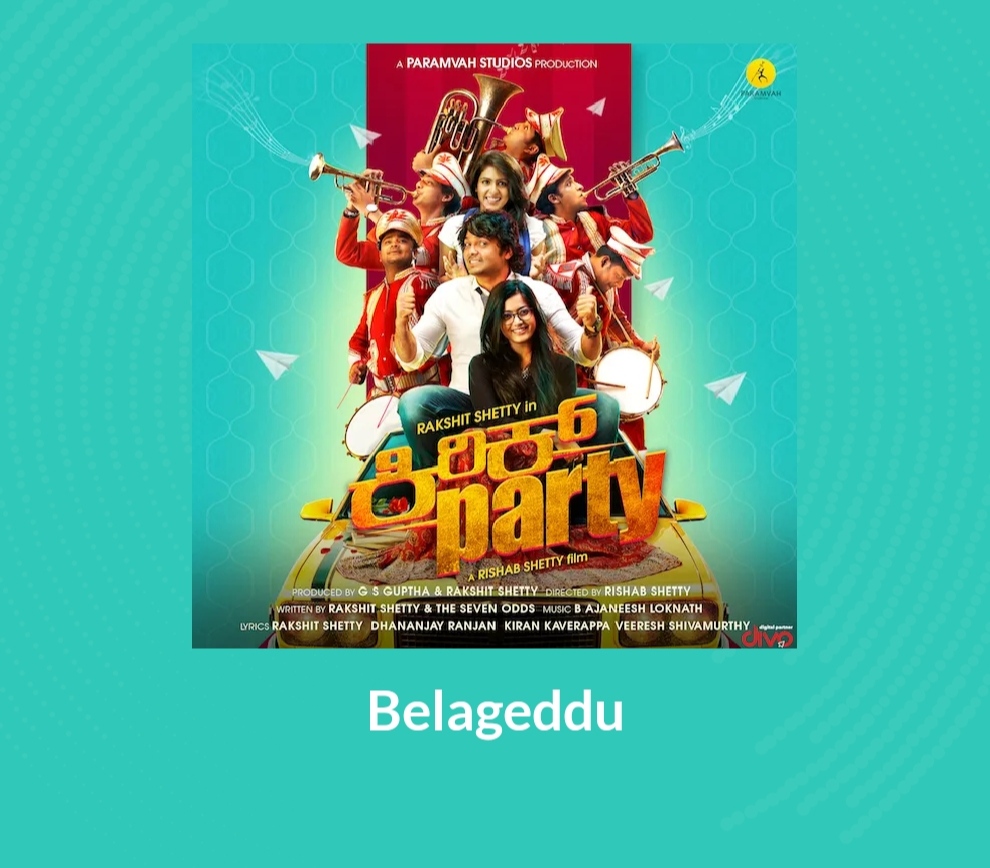 A PARAMVAH STUDIOS PRODUCTION
PARAMVAH
RAKSHIT SHETTY in
ಕಿರಿಕ್
party
A RISHAB SHETTY film
PRODUCED BY G S GUPTHA & RAKSHIT SHETTY DIRECTED BY RISHAB SHETTY
WRITTEN BY RAKSHIT SHETTY & THE SEVEN ODDS MUSIC B AJANEESH LOKNATH
LYRICS RAKSHIT SHETTY DHANANJAY RANJAN KIRAN KAVERAPPA VEERESH SHIVAMURTHY
digital partner
divo
Belageddu